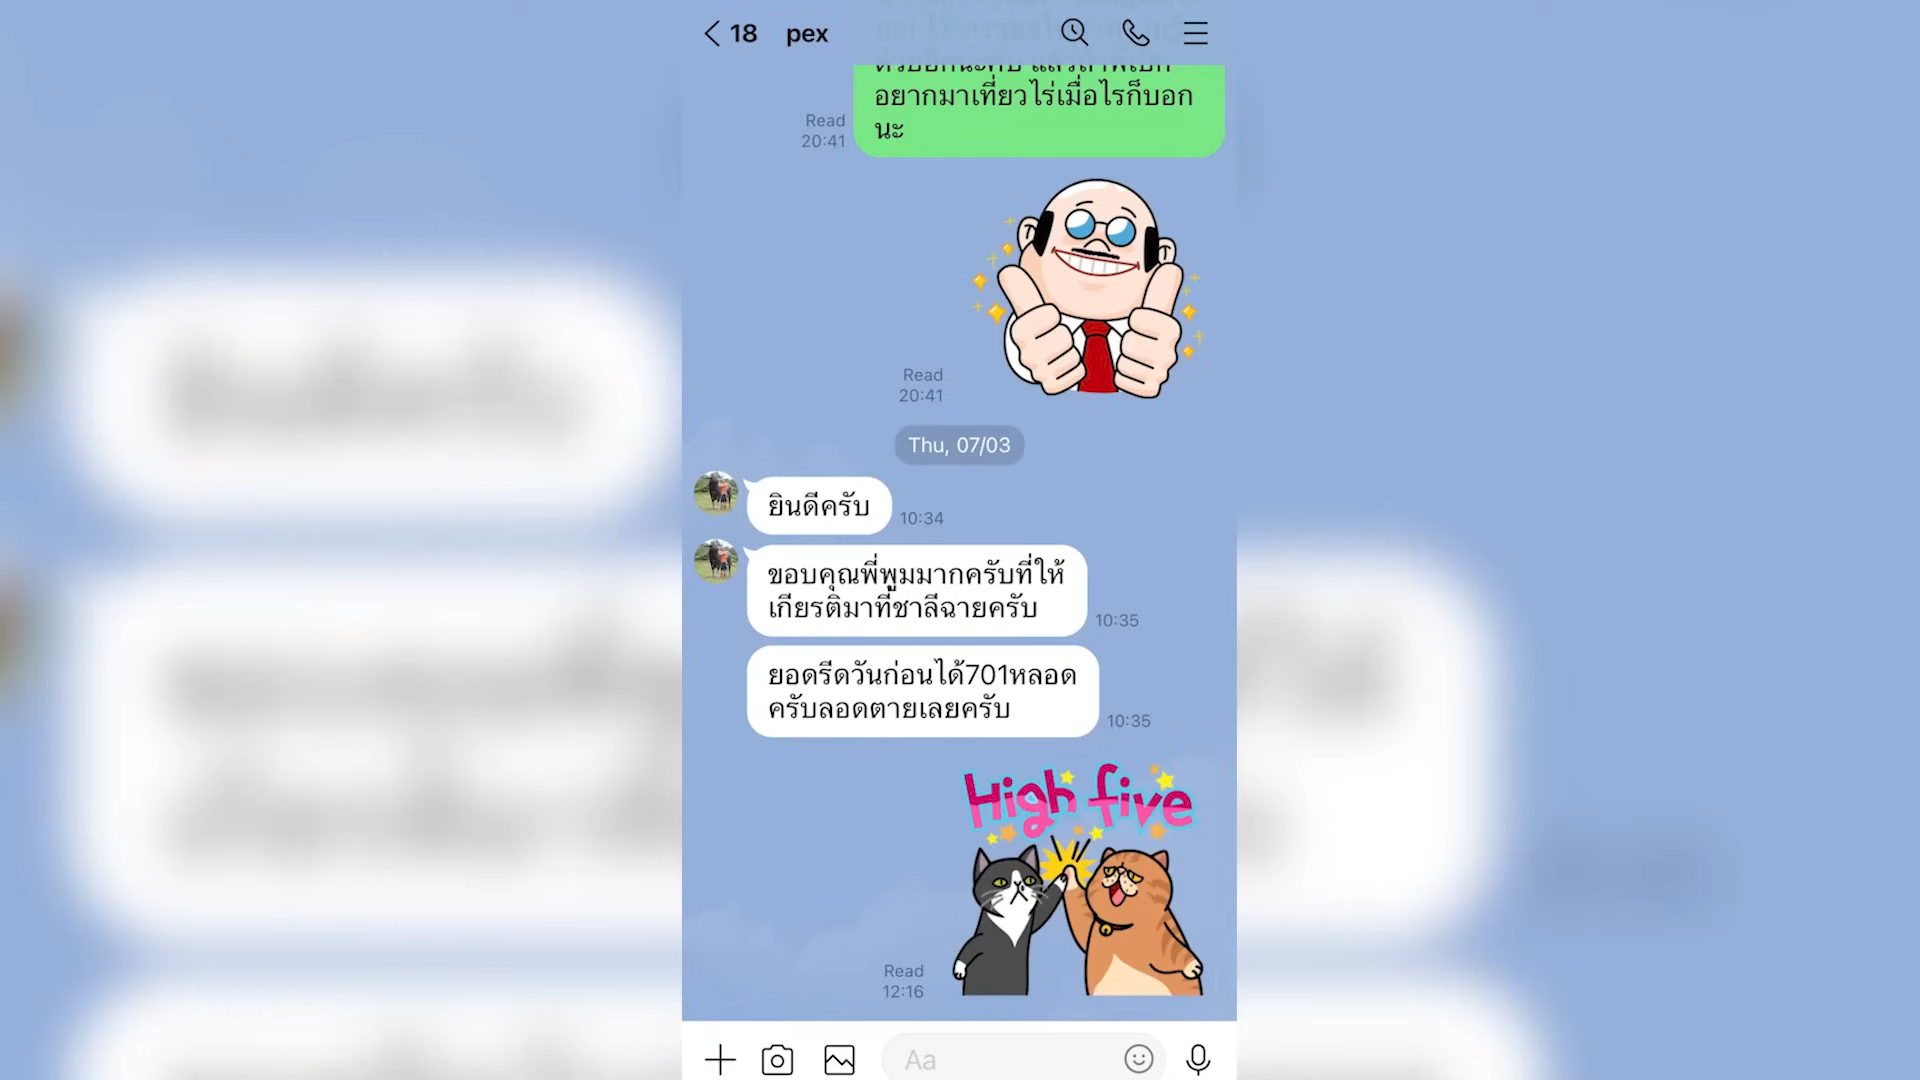 18 pex
อยากมาเที่ยวไร่เมื่อไรก็บอก
นะ
Read
20:41
Read
20:41
Thu, 07/03
ยินดีครับ
10:34
ขอบคุณพี่พูมมากครับที่ให้
เกียรติมาที่ชาลีฉายครับ
10:35
ยอดรีดวันก่อนได้701หลอด
ครับลอดตายเลยครับ
10:35
High five
Read
12:16
Aa